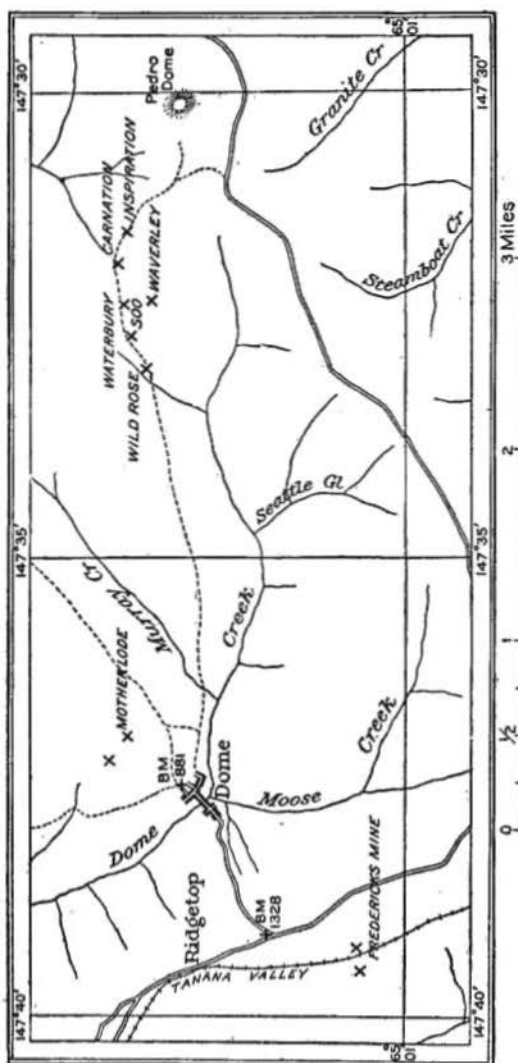 147°40'
147°35'
147°30'
Ridgetop
TANANA VALLEY
FREDERICKS MINE
BM
1328
Dome
BM
881
Dome
Moose
Creek
MOTHERLODE
Murray Cr
Creek
Seattle Gl
WILD ROSE
WATERBURY
SOO
WAVERLEY
CARNATION
INSPIRATION
Pedro
Dome
Steamboat Cr
Granite Cr
65
01
65°
01'
147°40'
147°35'
147°30'
0
½
1
2
3 Miles